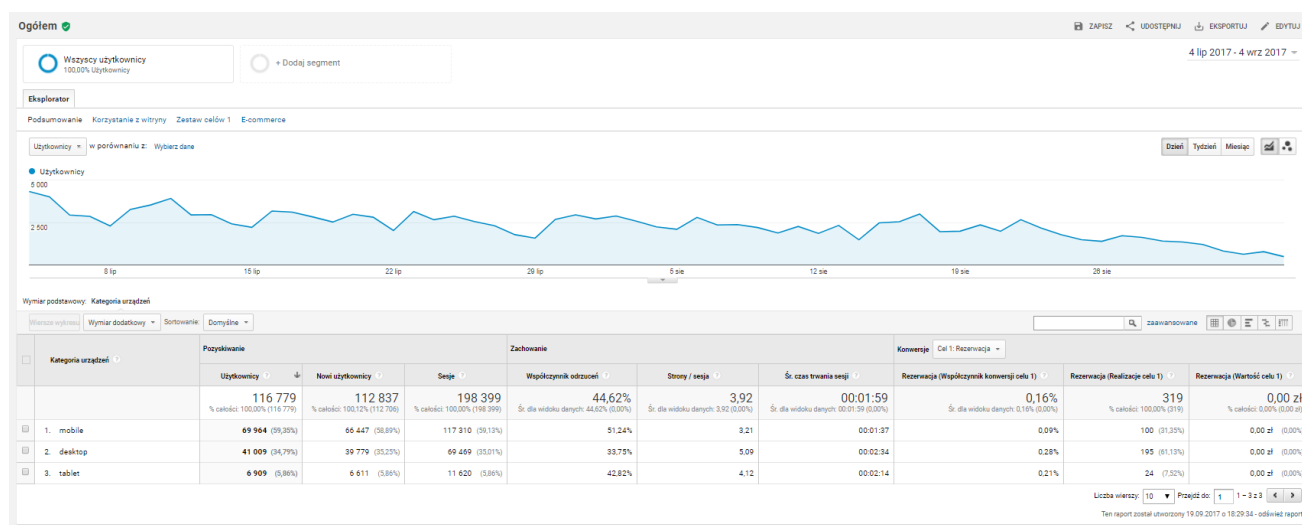 Ogółem
ZAPISZ UDOSTĘPNIJ EKSPORTUJ EDYTUJ
4 lip 2017 - 4 wrz 2017
Wszyscy użytkownicy
100,00% Użytkownicy
+ Dodaj segment
Eksplorator
Podsumowanie Korzystanie z witryny Zestaw celów 1 E-commerce
Użytkownicy w porównaniu z: Wybierz dane
Dzień Tydzień Miesiąc
Użytkownicy
5 000
2 500
8 lip 15 lip 22 lip 29 lip 5 sie 12 sie 19 sie 26 sie
Wymiar podstawowy: Kategoria urządzeń
Wiersze wykresu Wymiar dodatkowy Sortowanie: Domyślne
zaawansowane
Kategoria urządzeń ?
Pozyskiwanie Zachowanie Konwersje Cel 1: Rezerwacja
Użytkownicy ? Nowi użytkownicy ? Sesje ? Współczynnik odrzuceń ? Strony / sesja ? Śr. czas trwania sesji ? Rezerwacja (Współczynnik konwersji celu 1) ? Rezerwacja (Realizacje celu 1) ? Rezerwacja (Wartość celu 1) ?
116 779 112 837 198 399 44,62% 3,92 00:01:59 0,16% 319 0,00 zł
% całości: 100,00% (116 779) % całości: 100,12% (112 706) % całości: 100,00% (198 399) Śr. dla widoku danych: 44,62% (0,00%) Śr. dla widoku danych: 3,92 (0,00%) Śr. dla widoku danych: 00:01:59 (0,00%) Śr. dla widoku danych: 0,16% (0,00%) % całości: 100,00% (319) % całości: 0,00% (0,00 zł)
1. mobile 69 964 (59,35%) 66 447 (58,89%) 117 310 (59,13%) 51,24% 3,21 00:01:37 0,09% 100 (31,35%) 0,00 zł (0,00%
2. desktop 41 009 (34,79%) 39 779 (35,25%) 69 469 (35,01%) 33,75% 5,09 00:02:34 0,28% 195 (61,13%) 0,00 zł (0,00%
3. tablet 6 909 (5,86%) 6 611 (5,86%) 11 620 (5,86%) 42,82% 4,12 00:02:14 0,21% 24 (7,52%) 0,00 zł (0,00%
Liczba wierszy: 10 Przejdź do: 1 1 – 3 z 3
Ten raport został utworzony 19.09.2017 o 18:29:34 - odśwież raport